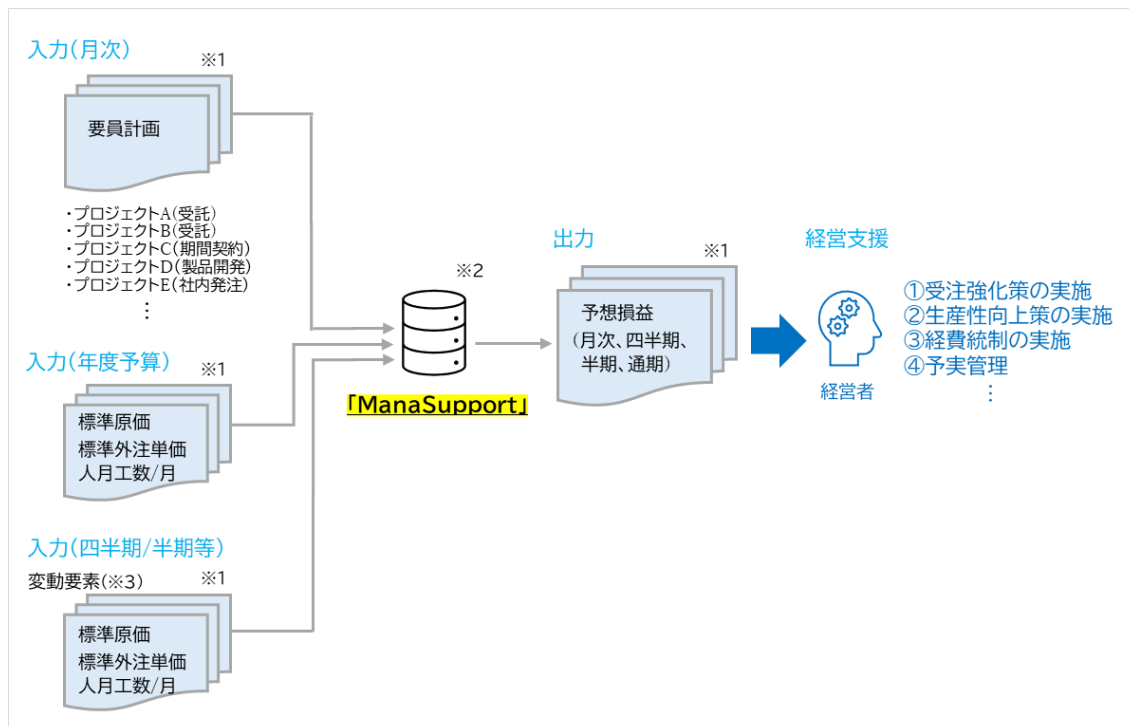 入力(月次)
※1
要員計画
・プロジェクトA(受託)
・プロジェクトB(受託)
・プロジェクトC(期間契約)
・プロジェクトD(製品開発)
・プロジェクトE(社内発注)
⋮
入力(年度予算)
※1
標準原価
標準外注単価
人月工数/月
入力(四半期/半期等)
変動要素(※3)
※1
標準原価
標準外注単価
人月工数/月
※2
「ManaSupport」
出力
※1
予想損益
(月次、四半期、
半期、通期)
経営支援
経営者
①受注強化策の実施
②生産性向上策の実施
③経費統制の実施
④予実管理
⋮